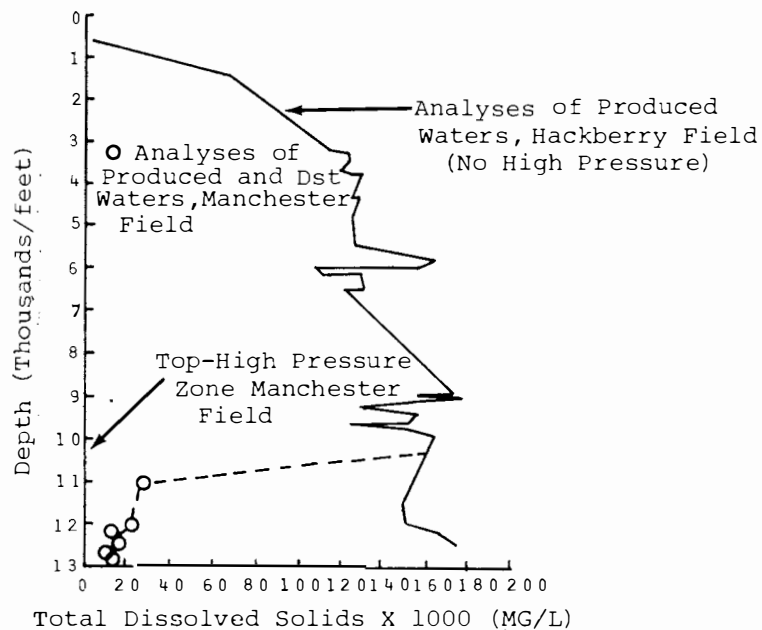 0
1
2
3
4
5
6
7
8
9
10
11
12
13
Depth (Thousands/feet)
Analyses of Produced
Waters, Hackberry Field
(No High Pressure)
O Analyses of
Produced and Dst
Waters, Manchester
Field
Top-High Pressure
Zone Manchester
Field
0 20 40 60 80 100 120 140 160 180 200
Total Dissolved Solids X 1000 (MG/L)